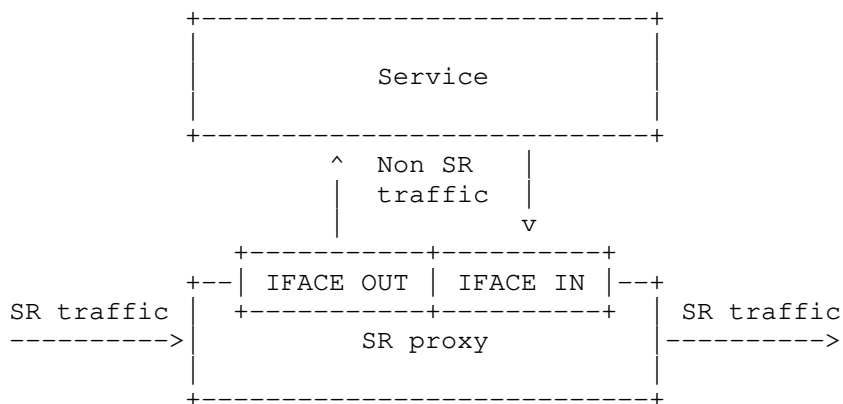 Service
Non SR
traffic
IFACE OUT IFACE IN
SR traffic SR traffic
SR proxy